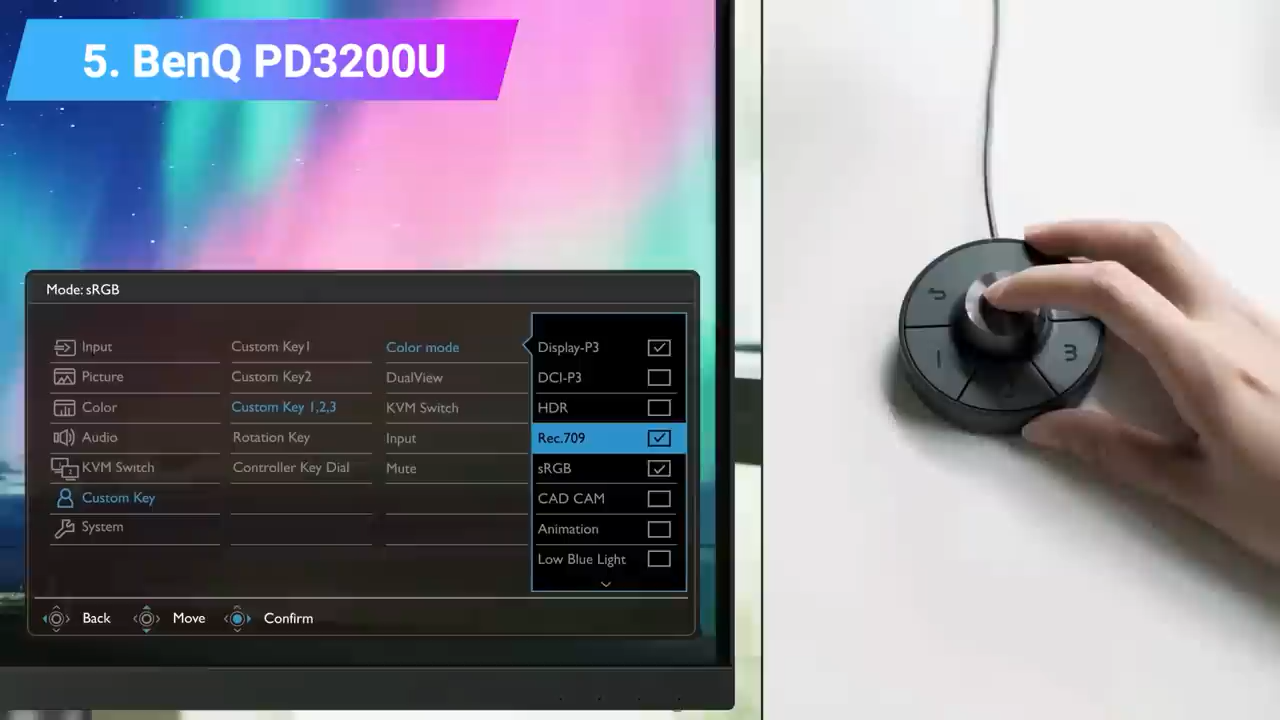 5. BenQ PD3200U
Mode: sRGB
Input
Picture
Color
Audio
KVM Switch
Custom Key
System
Custom Key1
Custom Key2
Custom Key 1,2,3
Rotation Key
Controller Key Dial
Color mode
DualView
KVM Switch
Input
Mute
Display-P3
DCI-P3
HDR
Rec.709
sRGB
CAD CAM
Animation
Low Blue Light
Back
Move
Confirm
1
3